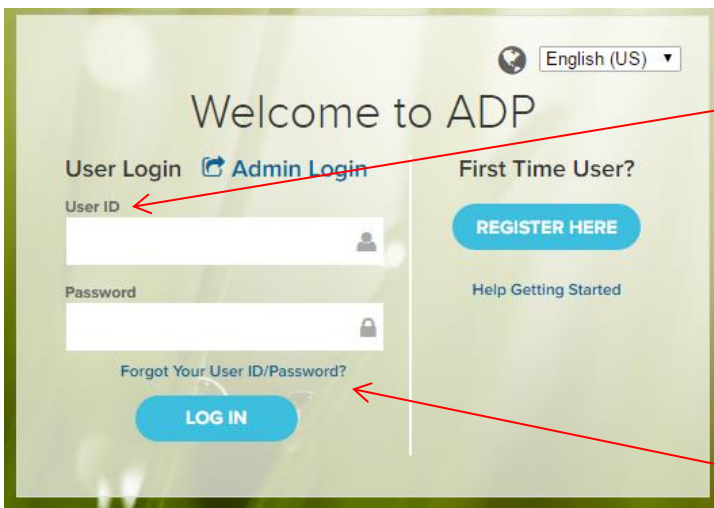 English (US)
Welcome to ADP
User Login Admin Login
User ID
Password
Forgot Your User ID/Password?
LOG IN
First Time User?
REGISTER HERE
Help Getting Started